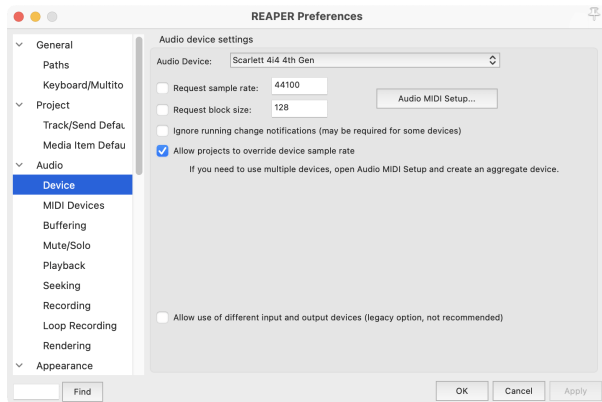 REAPER Preferences
General
Paths
Keyboard/Multito
Project
Track/Send Defau
Media Item Defau
Audio
Device
MIDI Devices
Buffering
Mute/Solo
Playback
Seeking
Recording
Loop Recording
Rendering
Appearance
Find
Audio device settings
Audio Device: Scarlett 4i4 4th Gen
Request sample rate: 44100
Request block size: 128
Audio MIDI Setup...
Ignore running change notifications (may be required for some devices)
Allow projects to override device sample rate
If you need to use multiple devices, open Audio MIDI Setup and create an aggregate device.
Allow use of different input and output devices (legacy option, not recommended)
OK Cancel Apply